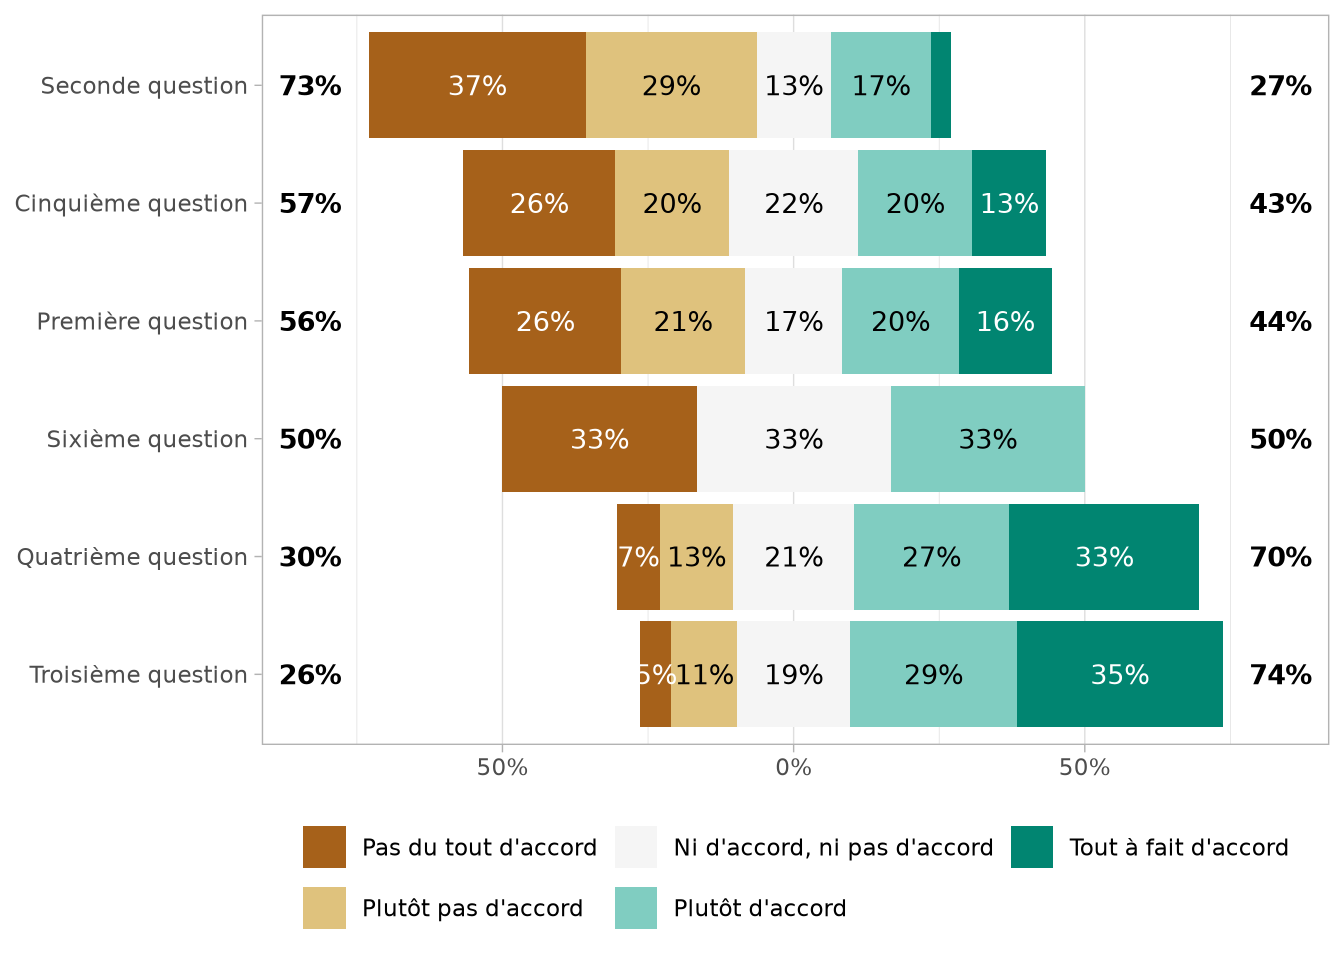 Seconde question 73% 37% 29% 13% 17% 27%
Cinquième question 57% 26% 20% 22% 20% 13% 43%
Première question 56% 26% 21% 17% 20% 16% 44%
Sixième question 50% 33% 33% 33% 50%
Quatrième question 30% 7% 13% 21% 27% 33% 70%
Troisième question 26% 5% 11% 19% 29% 35% 74%
50% 0% 50%
Pas du tout d'accord Ni d'accord, ni pas d'accord Tout à fait d'accord
Plutôt pas d'accord Plutôt d'accord